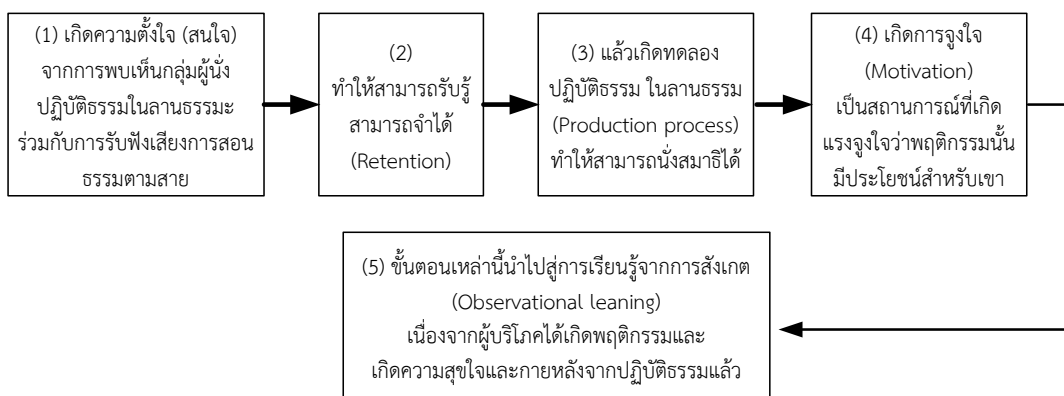 (1) เกิดความตั้งใจ (สนใจ)
จากการพบเห็นกลุ่มผู้นั่ง
ปฏิบัติธรรมในลานธรรมะ
ร่วมกับการรับฟังเสียงการสอน
ธรรมตามสาย
(2)
ทำให้สามารถรับรู้
สามารถจำได้
(Retention)
(3) แล้วเกิดทดลอง
ปฏิบัติธรรม ในลานธรรม
(Production process)
ทำให้สามารถนั่งสมาธิได้
(4) เกิดการจูงใจ
(Motivation)
เป็นสถานการณ์ที่เกิด
แรงจูงใจว่าพฤติกรรมนั้น
มีประโยชน์สำหรับเขา
(5) ขั้นตอนเหล่านี้นำไปสู่การเรียนรู้จากการสังเกต
(Observational leaning)
เนื่องจากผู้บริโภคได้เกิดพฤติกรรมและ
เกิดความสุขใจและกายหลังจากปฏิบัติธรรมแล้ว